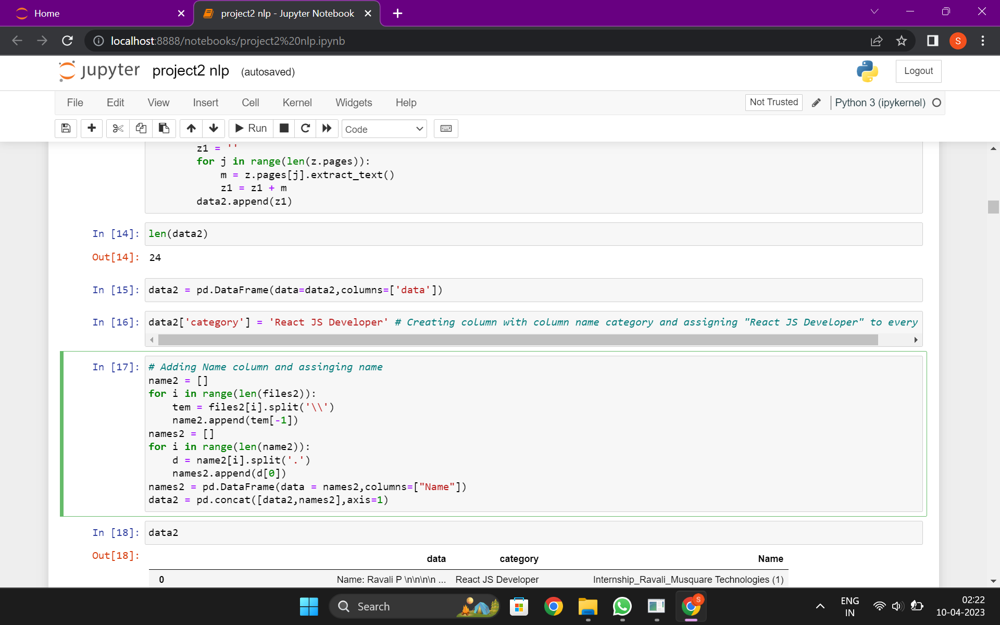 Home
project2 nlp - Jupyter Notebook
localhost:8888/notebooks/project2%20nlp.ipynb
S
jupyter project2 nlp (autosaved)
Logout
File Edit View Insert Cell Kernel Widgets Help
Not Trusted
Python 3 (ipykernel)
Run
Code
z1 = ''
for j in range(len(z.pages)):
m = z.pages[j].extract_text()
z1 = z1 + m
data2.append(z1)
In [14]: len(data2)
Out[14]: 24
In [15]: data2 = pd.DataFrame(data=data2,columns=['data'])
In [16]: data2['category'] = 'React JS Developer' # Creating column with column name category and assigning "React JS Developer" to every
In [17]: # Adding Name column and assinging name
name2 = []
for i in range(len(files2)):
tem = files2[i].split('\\')
name2.append(tem[-1])
names2 = []
for i in range(len(name2)):
d = name2[i].split('.')
names2.append(d[0])
names2 = pd.DataFrame(data = names2,columns=["Name"])
data2 = pd.concat([data2,names2],axis=1)
In [18]: data2
Out[18]:
data category Name
0 Name: Ravali P \n\n\n\n ... React JS Developer Internship_Ravali_Musquare Technologies (1)
Search
S
ENG
IN
02:22
10-04-2023